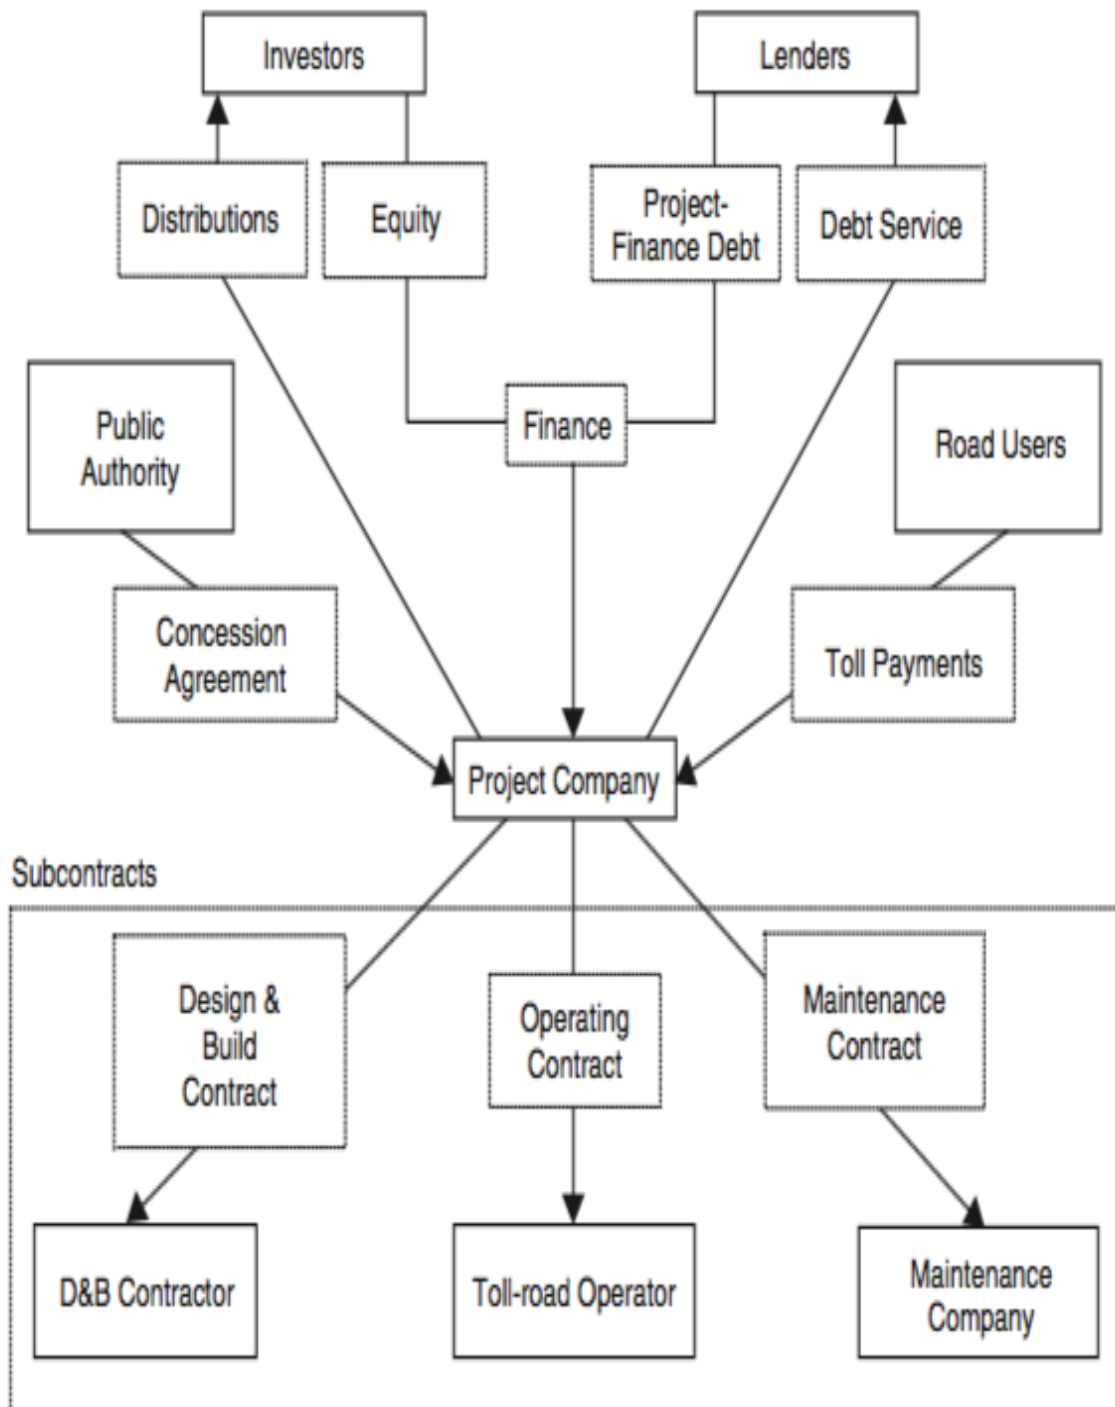 Investors
Lenders
Distributions
Equity
Project-
Finance Debt
Debt Service
Public
Authority
Finance
Road Users
Concession
Agreement
Toll Payments
Project Company
Subcontracts
Design &
Build
Contract
Operating
Contract
Maintenance
Contract
D&B Contractor
Toll-road Operator
Maintenance
Company